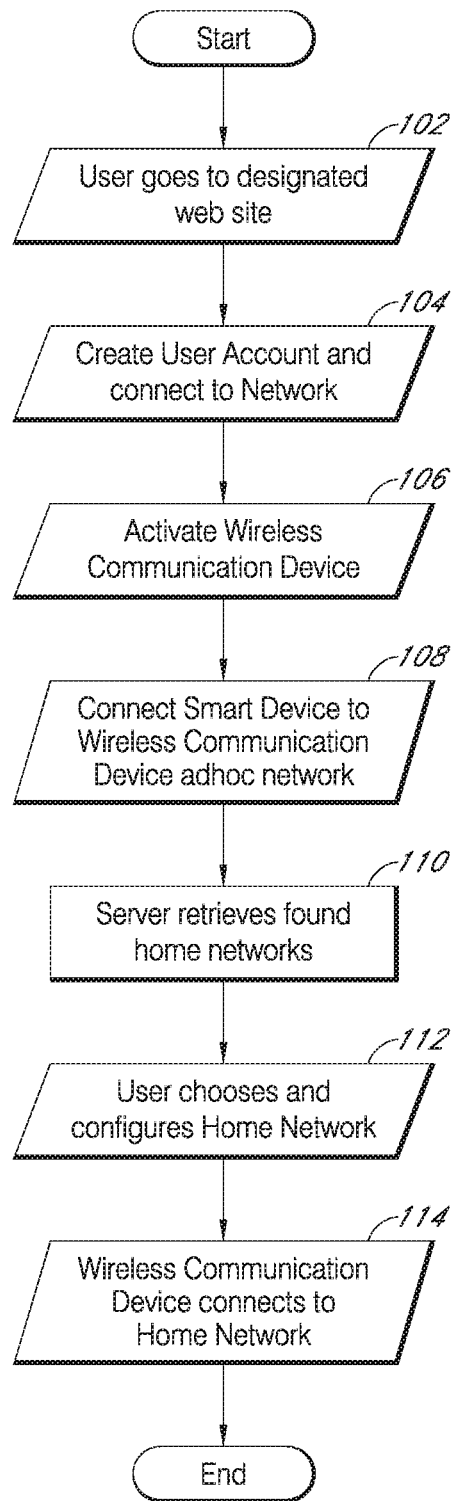 Start
102
User goes to designated
web site
104
Create User Account and
connect to Network
106
Activate Wireless
Communication Device
108
Connect Smart Device to
Wireless Communication
Device adhoc network
110
Server retrieves found
home networks
112
User chooses and
configures Home Network
114
Wireless Communication
Device connects to
Home Network
End